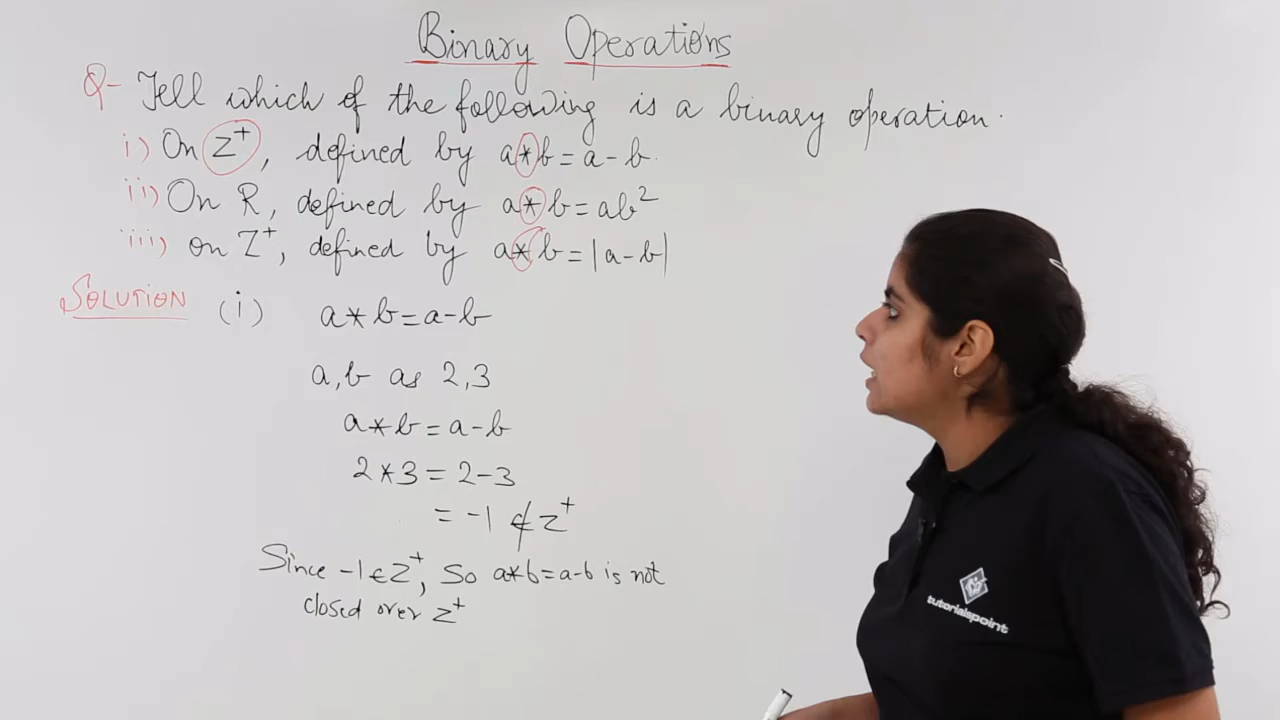 Binary Operations
Q- Tell which of the following is a binary operation.
i) On Z⁺, defined by a*b=a-b.
ii) On R, defined by a*b=ab²
iii) on Z⁺, defined by a*b=|a-b|
SOLUTION (i) a*b=a-b
a,b as 2,3
a*b=a-b
2*3=2-3
=-1 ∉ Z⁺
Since -1∈Z⁺, So a*b=a-b is not
closed over Z⁺
tutorialspoint